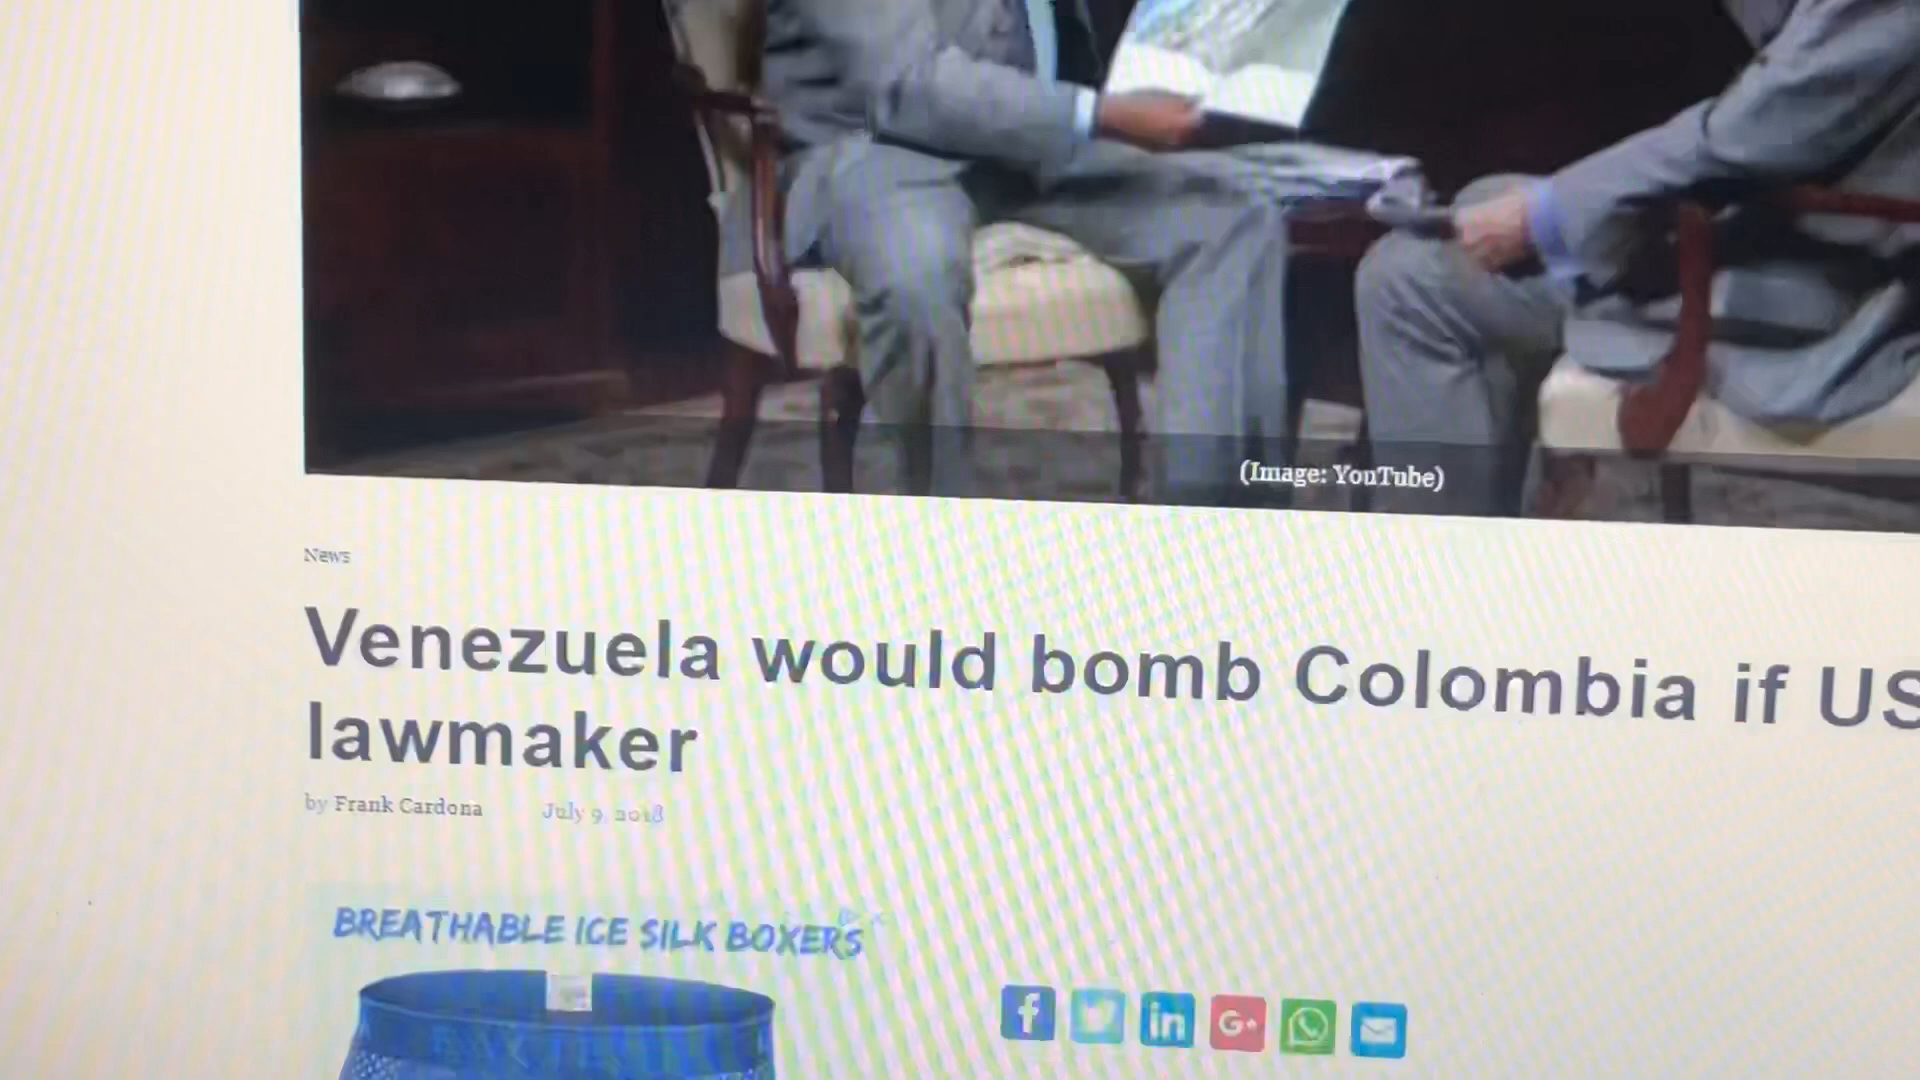 (Image: YouTube)
News
Venezuela would bomb Colombia if US
lawmaker
by Frank Cardona July 9, 2018
BREATHABLE ICE SILK BOXERS
f in G+